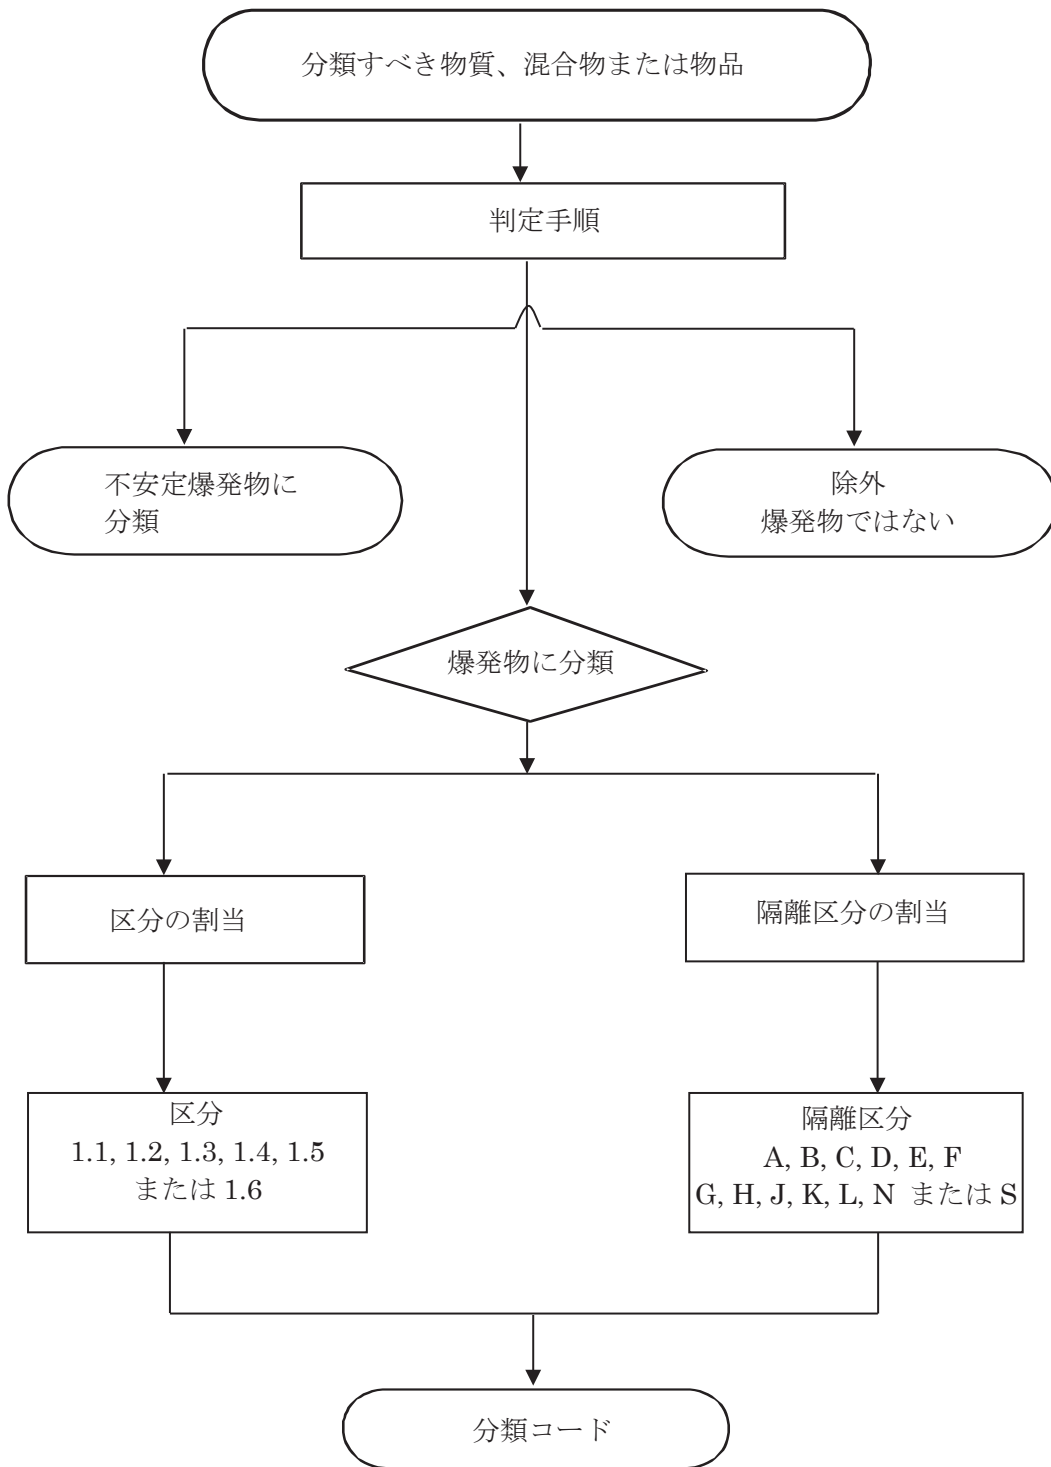 分類すべき物質、混合物または物品
判定手順
不安定爆発物に
分類
除外
爆発物ではない
爆発物に分類
区分の割当
隔離区分の割当
区分
1.1, 1.2, 1.3, 1.4, 1.5
または 1.6
隔離区分
A, B, C, D, E, F
G, H, J, K, L, N または S
分類コード